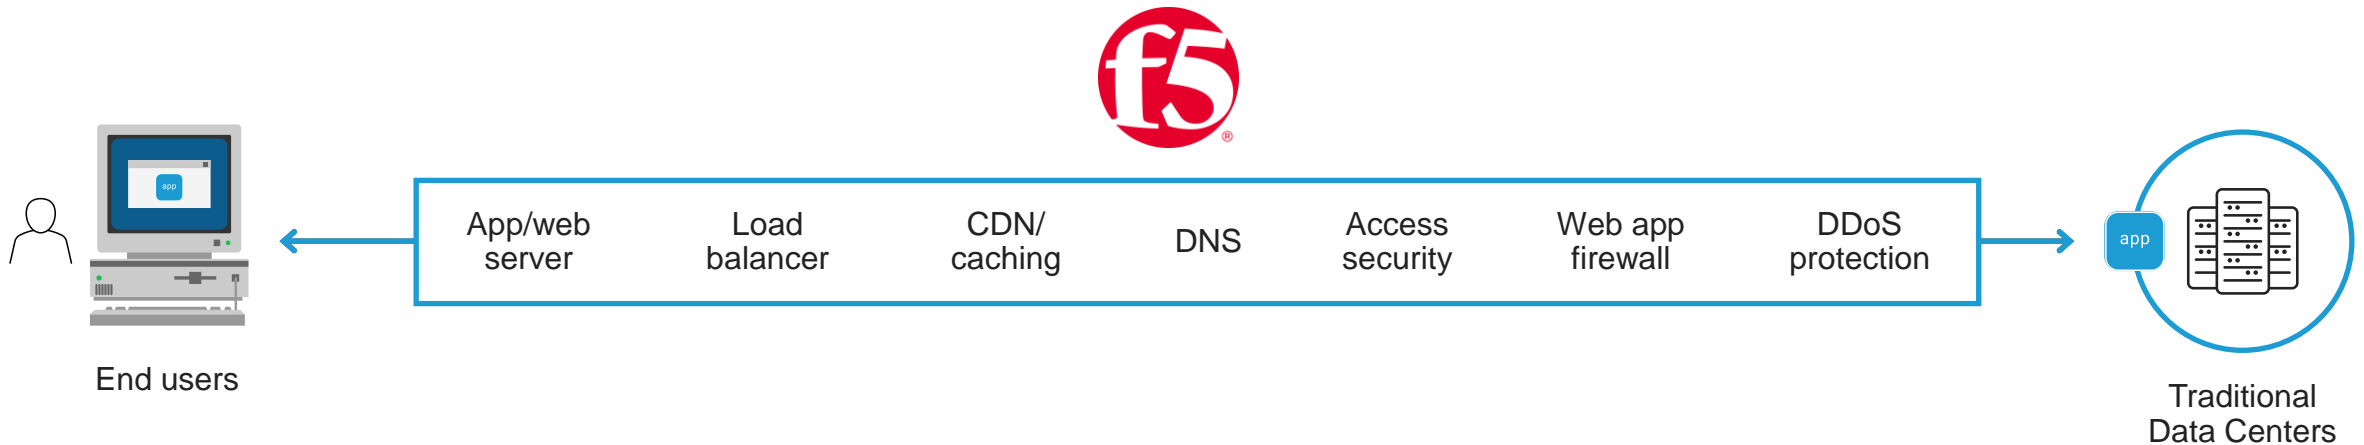 f5
®
app
App/web
server
Load
balancer
CDN/
caching
DNS
Access
security
Web app
firewall
DDoS
protection
app
End users
Traditional
Data Centers